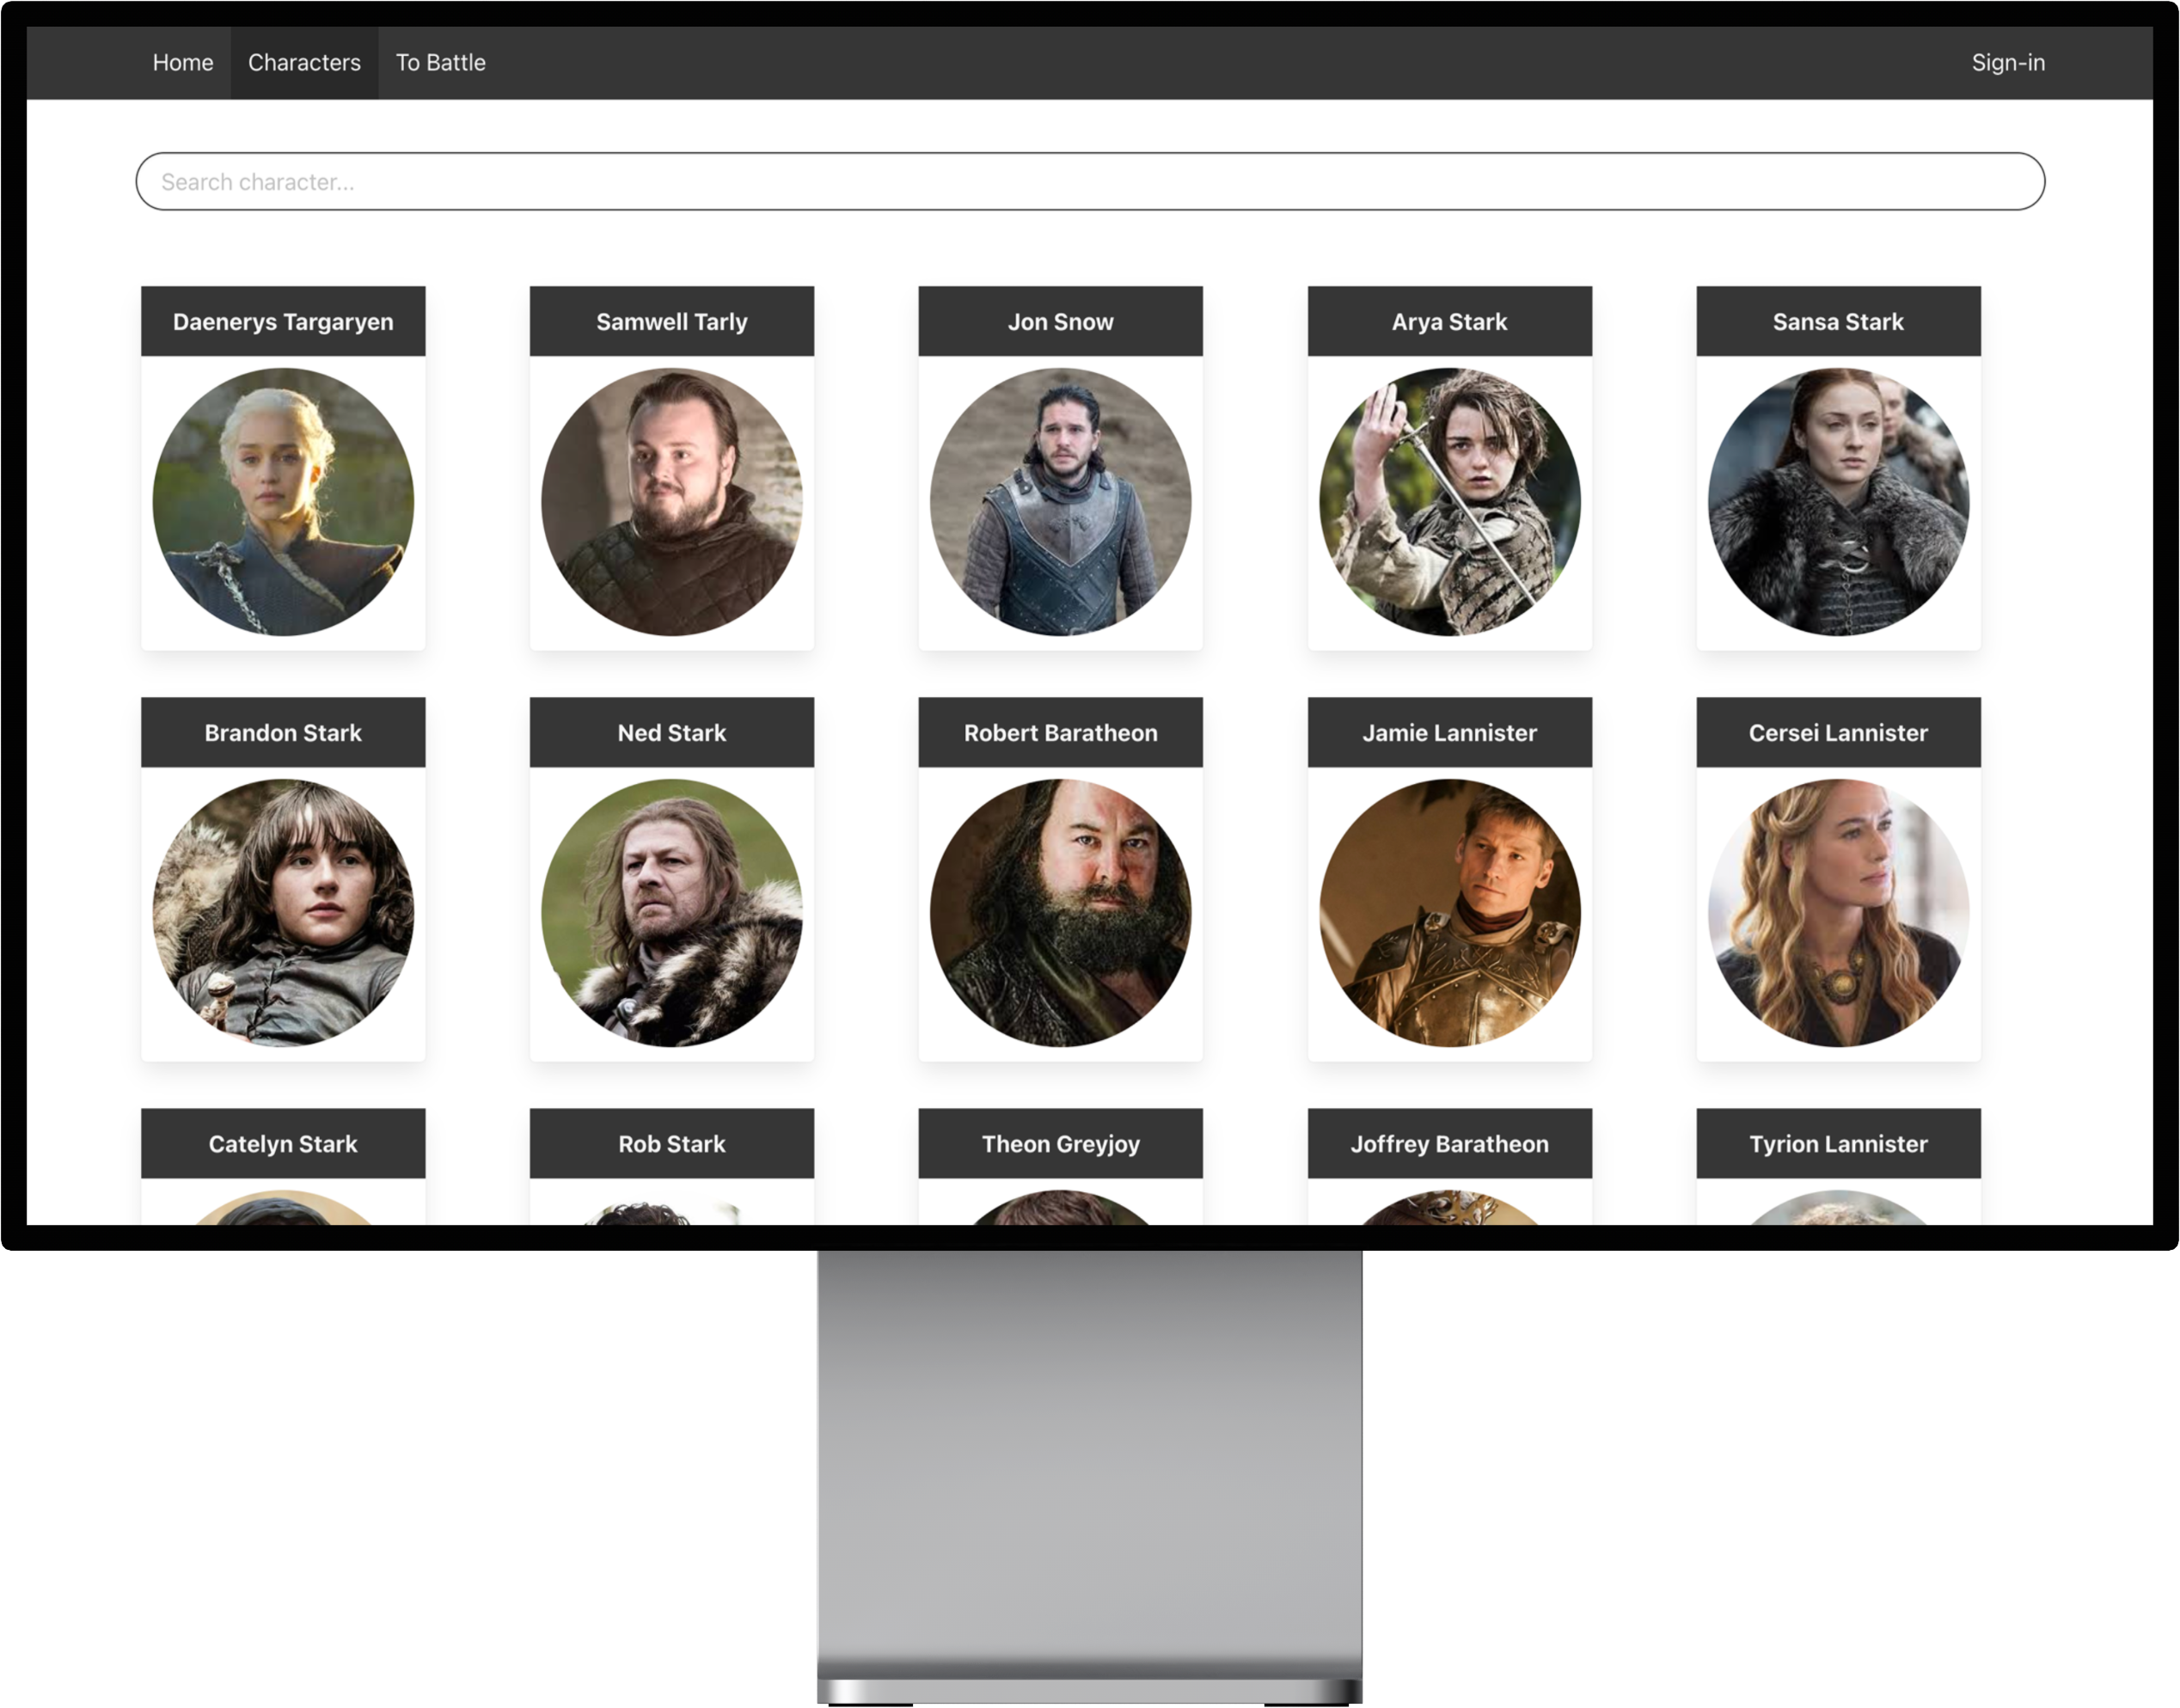 Home Characters To Battle Sign-in
Search character...
Daenerys Targaryen Samwell Tarly Jon Snow Arya Stark Sansa Stark
Brandon Stark Ned Stark Robert Baratheon Jamie Lannister Cersei Lannister
Catelyn Stark Rob Stark Theon Greyjoy Joffrey Baratheon Tyrion Lannister